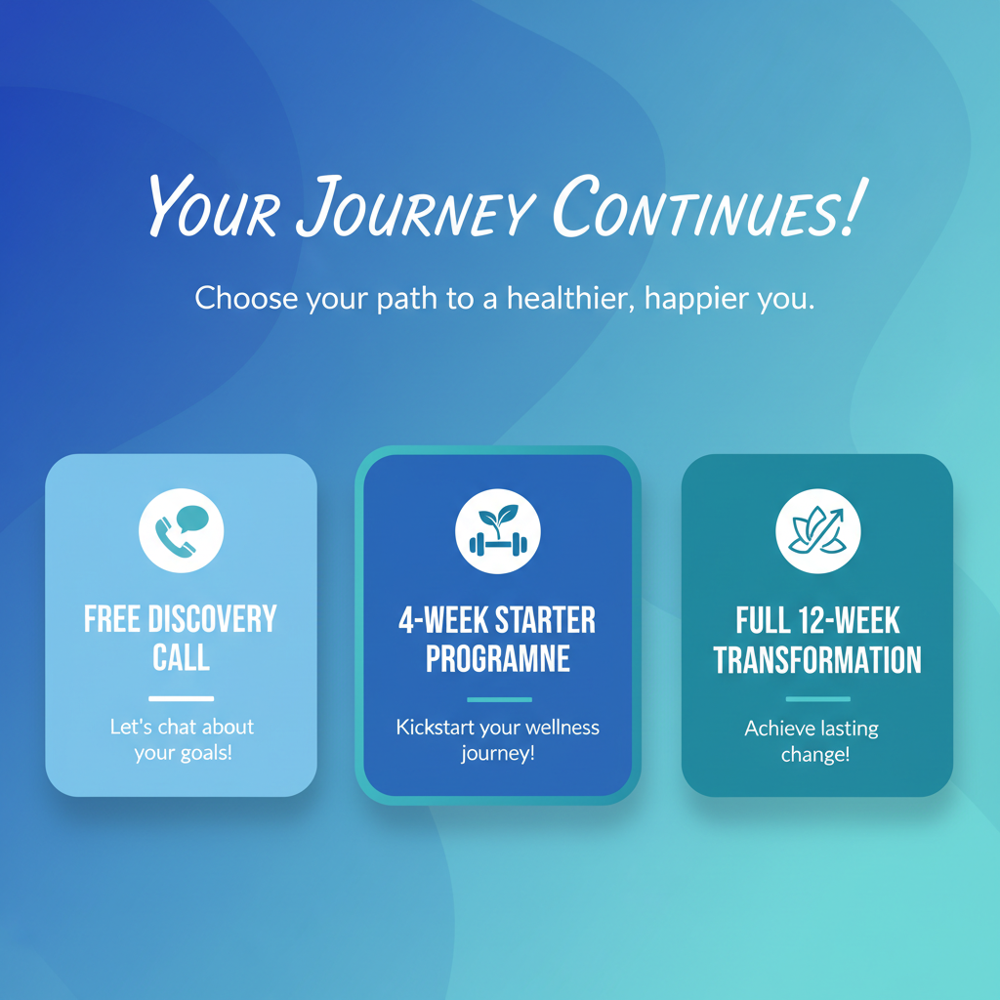 Your Journey Continues!
Choose your path to a healthier, happier you.
FREE DISCOVERY
CALL
Let's chat about
your goals!
4-WEEK STARTER
PROGRAMNE
Kickstart your wellness
journey!
FULL 12-WEEK
TRANSFORMATION
Achieve lasting
change!